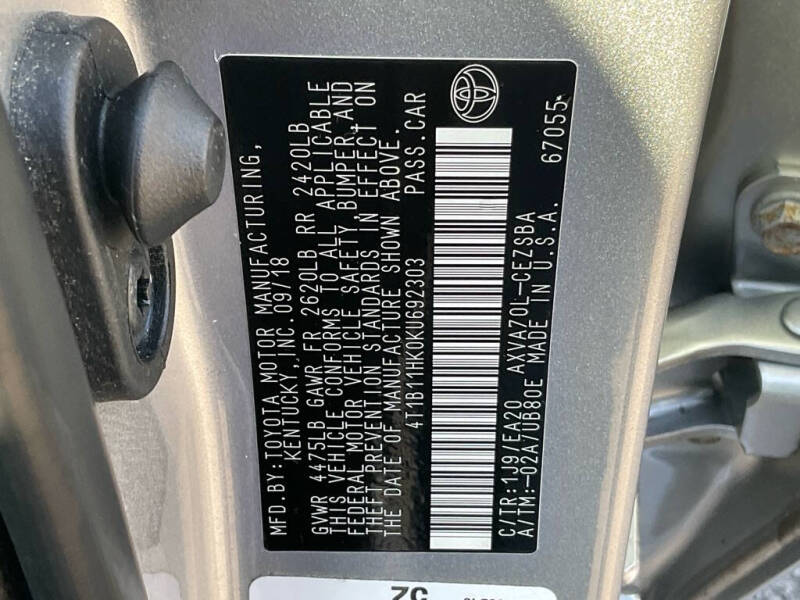 MFD.BY:TOYOTA MOTOR MANUFACTURING,
KENTUCKY, INC. 09/18
GVWR 4475LB GAWR FR 2620LB RR 2420LB
THIS VEHICLE CONFORMS TO ALL APPLICABLE
FEDERAL MOTOR VEHICLE SAFETY, BUMPER, AND
THEFT PREVENTION STANDARDS IN EFFECT ON
THE DATE OF MANUFACTURE SHOWN ABOVE.
4T1B11HK0KU692303 PASS.CAR
C/TR:1J9/EA20 AXVA70L-CEZSBA
A/TM:-02A/UB80E MADE IN U.S.A. 67055
ZC